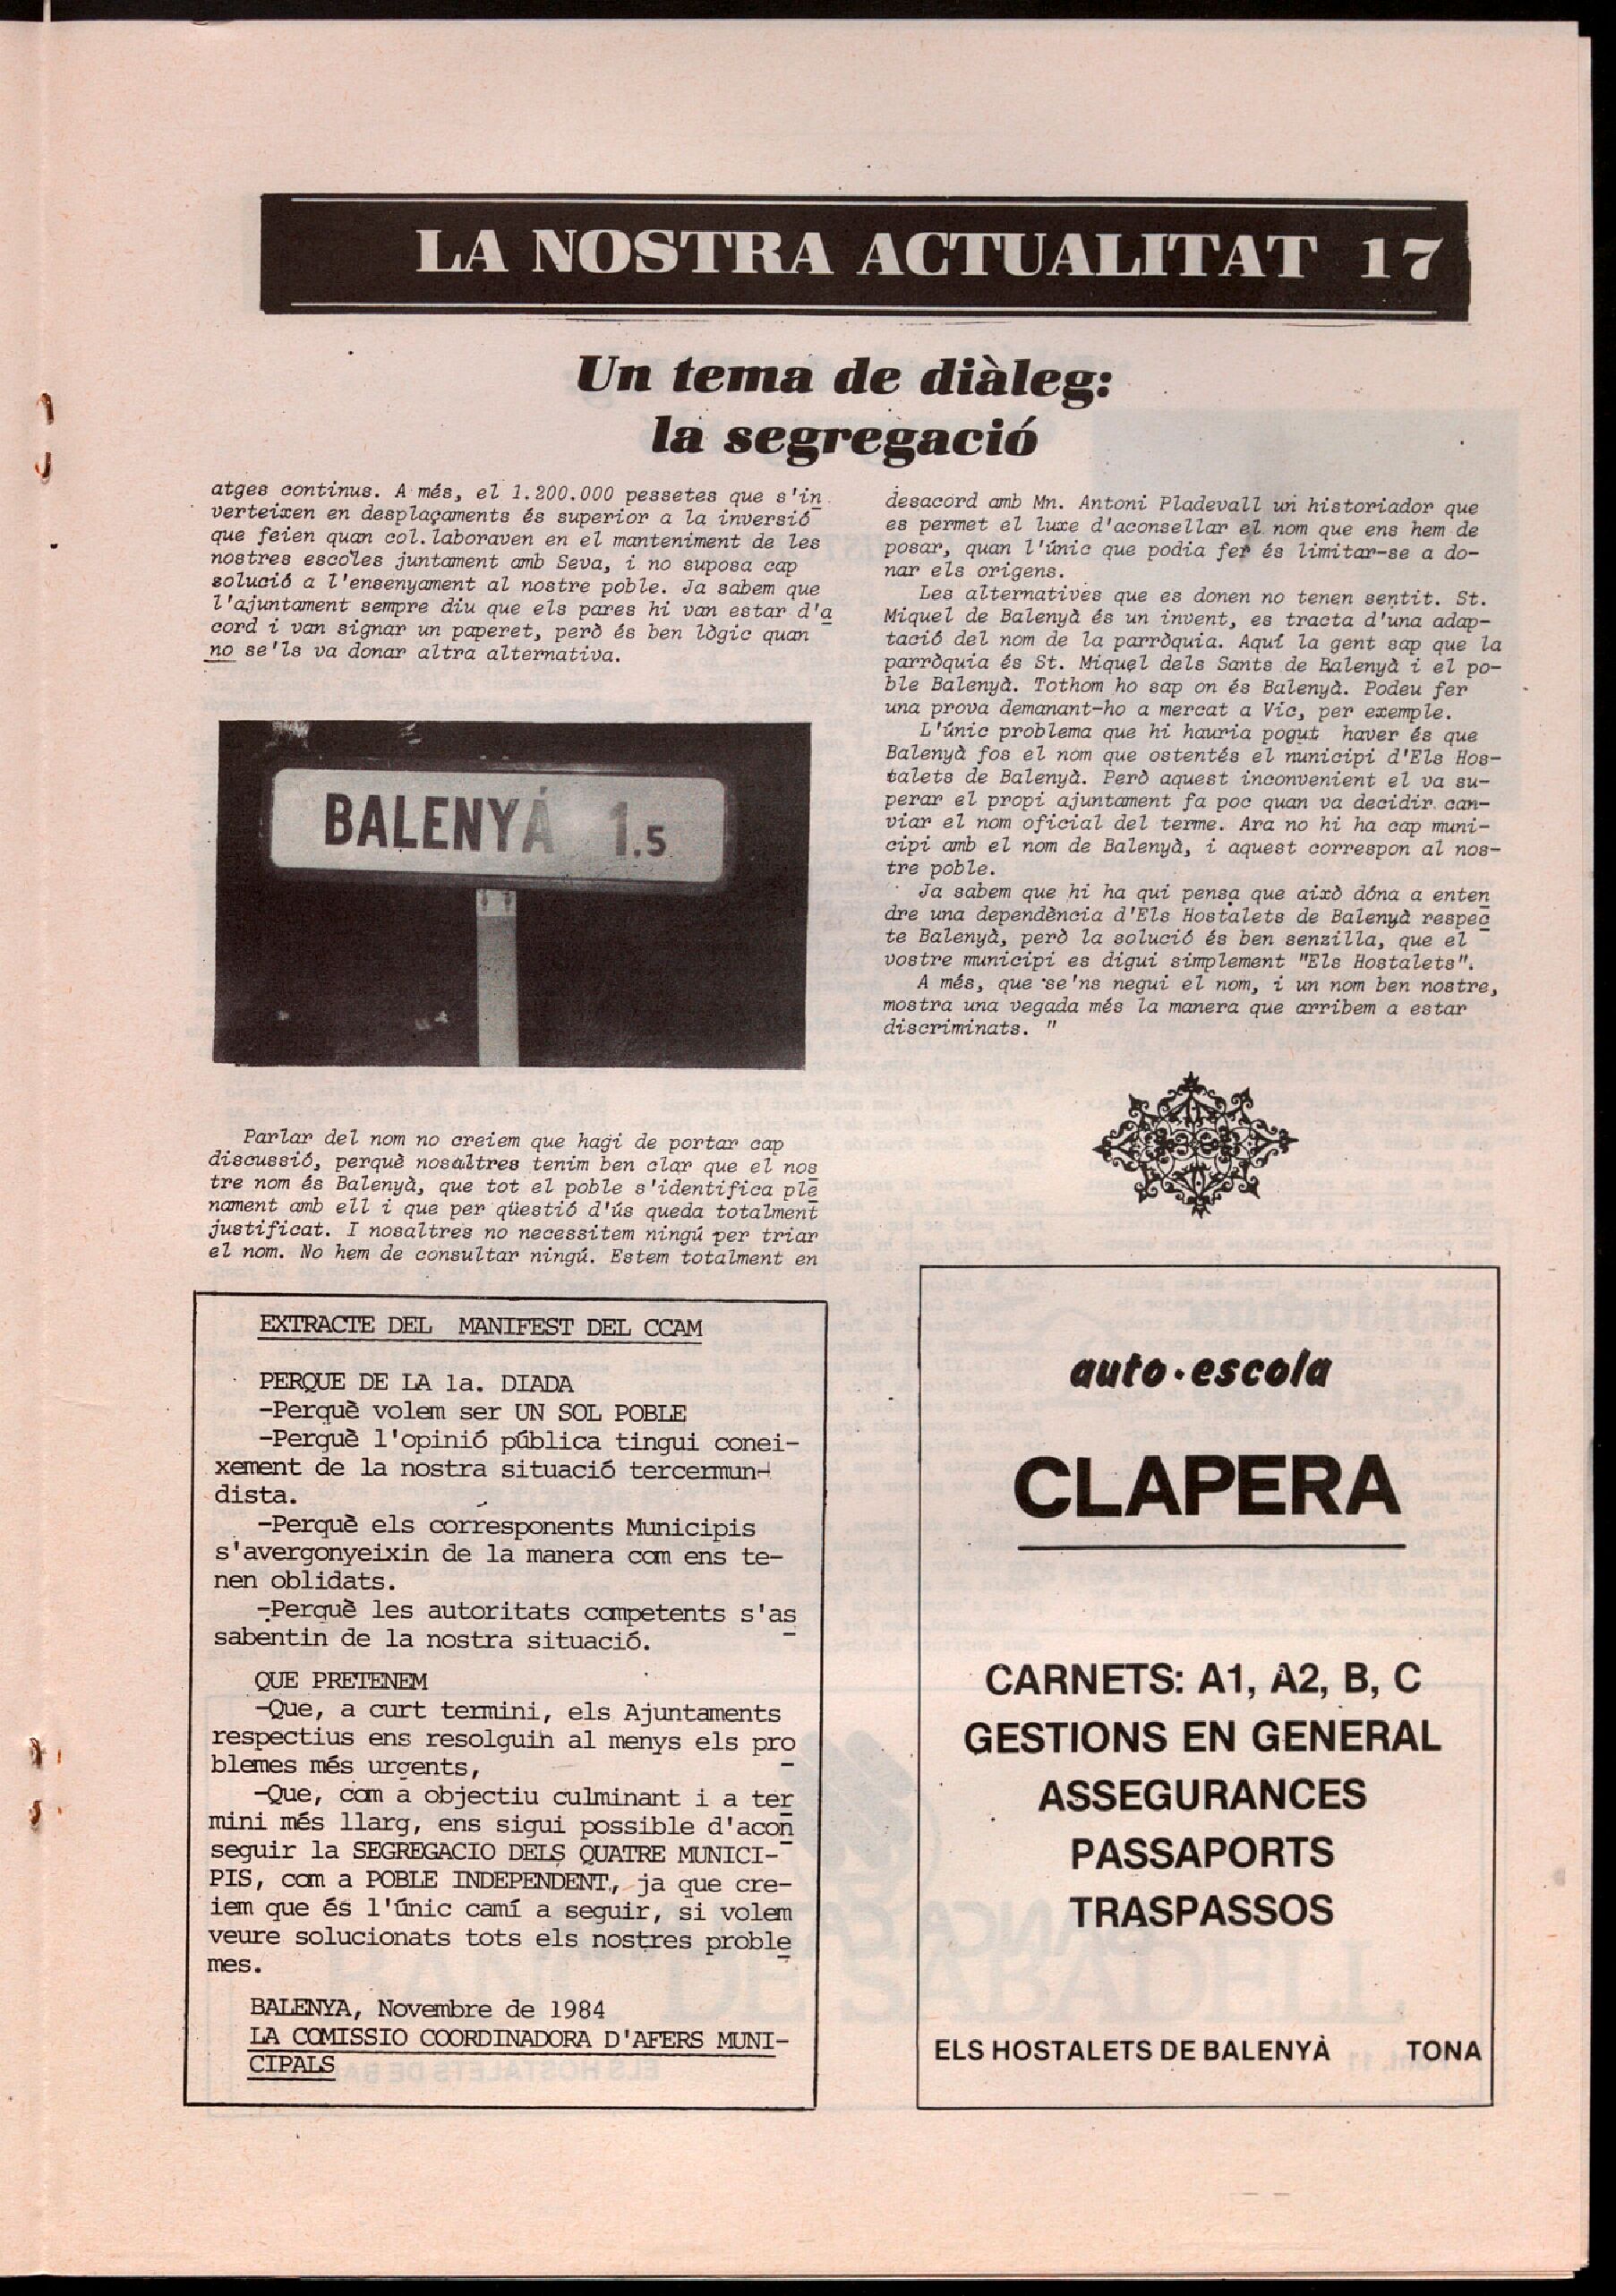 LA NOSTRA ACTUALITAT 17
Un tema de diàleg:
la segregació
atges continus. A més, el 1.200.000 pessetes que s'in
verteixen en desplaçaments és superior a la inversió
que feien quan col.laboraven en el manteniment de les
nostres escoles juntament amb Seva, i no suposa cap
solució a l'ensenyament al nostre poble. Ja sabem que
l'ajuntament sempre diu que els pares hi van estar d'a
cord i van signar un paperet, però és ben lògic quan
no se'ls va donar altra alternativa.
BALENYÁ 1.5
Parlar del nom no creiem que hagi de portar cap
discussió, perquè nosaltres tenim ben clar que el nos
tre nom és Balenyà, que tot el poble s'identifica ple
nament amb ell i que per qüestió d'ús queda totalment
justificat. I nosaltres no necessitem ningú per triar
el nom. No hem de consultar ningú. Estem totalment en
desacord amb Mn. Antoni Pladevall un historiador que
es permet el luxe d'aconsellar el nom que ens hem de
posar, quan l'únic que podia fer és limitar-se a do-
nar els orígens.
Les alternatives que es donen no tenen sentit. St.
Miquel de Balenyà és un invent, es tracta d'una adap-
tació del nom de la parròquia. Aquí la gent sap que la
parròquia és St. Miquel dels Sants de Balenyà i el po-
ble Balenyà. Tothom ho sap on és Balenyà. Podeu fer
una prova demanant-ho a mercat a Vic, per exemple.
L'únic problema que hi hauria pogut haver és que
Balenyà fos el nom que ostentés el nunicipi d'Els Hos-
talets de Balenyà. Però aquest inconvenient el va su-
perar el propi ajuntament fa poc quan va decidir can-
viar el nom oficial del terme. Ara no hi ha cap muni-
cipi amb el nom de Balenyà, i aquest correspon al nos-
tre poble.
Ja sabem que hi ha qui pensa que això dóna a enten
dre una dependència d'Els Hostalets de Balenyà respec
te Balenyà, però la solució és ben senzilla, que el
vostre municipi es digui simplement "Els Hostalets".
A més, que se'ns negui el nom, i un nom ben nostre,
mostra una vegada més la manera que arribem a estar
discriminats. "
EXTRACTE DEL MANIFEST DEL CCAM
PERQUE DE LA 1a. DIADA
-Perquè volem ser UN SOL POBLE
-Perquè l'opinió pública tingui conei-
xement de la nostra situació tercermun-
dista.
-Perquè els corresponents Municipis
s'avergonyeixin de la manera com ens te-
nen oblidats.
-Perquè les autoritats competents s'as
sabentin de la nostra situació.
QUE PRETENEM
-Que, a curt termini, els Ajuntaments
respectius ens resolguin al menys els pro
blemes més urgents,
-Que, com a objectiu culminant i a ter
mini més llarg, ens sigui possible d'acon
seguir la SEGREGACIO DELS QUATRE MUNICI-
PIS, com a POBLE INDEPENDENT, ja que cre-
iem que és l'únic camí a seguir, si volem
veure solucionats tots els nostres proble
mes.
BALENYA, Novembre de 1984
LA COMISSIO COORDINADORA D'AFERS MUNI-
CIPALS
auto·escola
CLAPERA
CARNETS: A1, A2, B, C
GESTIONS EN GENERAL
ASSEGURANCES
PASSAPORTS
TRASPASSOS
ELS HOSTALETS DE BALENYÀ TONA